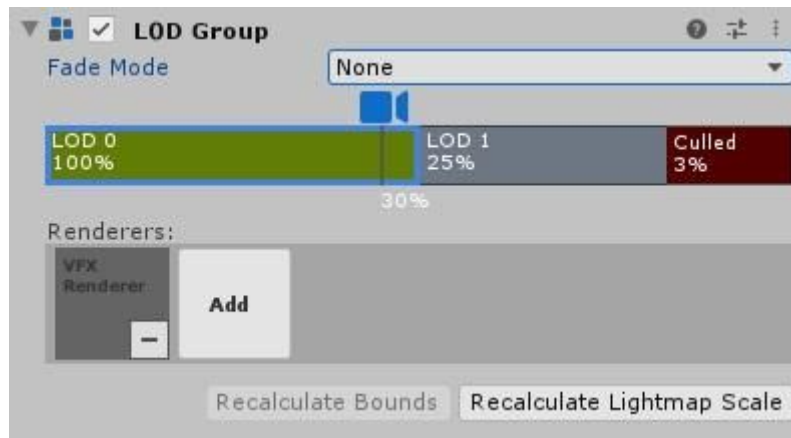 LOD Group
Fade Mode None
LOD 0 LOD 1 Culled
100% 25% 3%
30%
Renderers:
VFX
Renderer
Add
Recalculate Bounds Recalculate Lightmap Scale